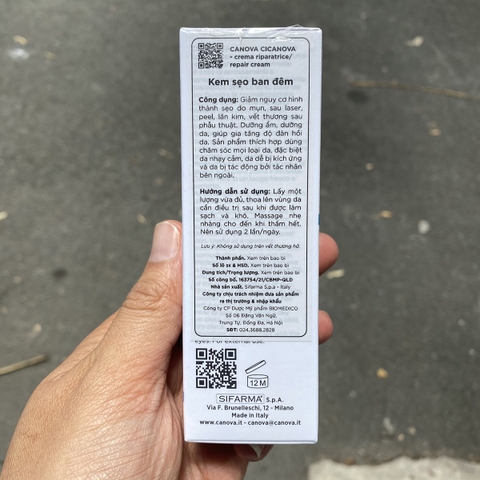 CANOVA CICANOVA
- crema riparatrice/
repair cream
Kem sẹo ban đêm
Công dụng: Giảm nguy cơ hình
thành sẹo do mụn, sau laser,
peel, lăn kim, vết thương sau
phẫu thuật. Dưỡng ẩm, dưỡng
da, giúp gia tăng độ đàn hồi
da. Sản phẩm thích hợp dùng
chăm sóc mọi loại da, đặc biệt
da nhạy cảm, da dễ bị kích ứng
và da bị tác động bởi tác nhân
bên ngoài.
Hướng dẫn sử dụng: Lấy một
lượng vừa đủ, thoa lên vùng da
cần điều trị sau khi được làm
sạch và khô. Massage nhẹ
nhàng cho đến khi thấm hết.
Nên sử dụng 2 lần/ngày.
Lưu ý: Không sử dụng trên vết thương hở.
Thành phần. Xem trên bao bì
Số lô sx & HSD. Xem trên bao bì
Dung tích/Trọng lượng. Xem trên bao bì
Số công bố. 163754/21/CBMP-QLD
Nhà sản xuất. Sifarma S.p.a - Italy
Công ty chịu trách nhiệm đưa sản phẩm
ra thị trường & nhập khẩu
Công ty CP Dược Mỹ phẩm BIOMEDICO
Số 06 Đặng Văn Ngữ,
Trung Tự, Đống Đa, Hà Nội
SĐT: 024.3688.2828
eyes. For external use.
12 M
SIFARMA S.p.A.
Via F. Brunelleschi, 12 - Milano
Made in Italy
www.canova.it - canova@canova.it